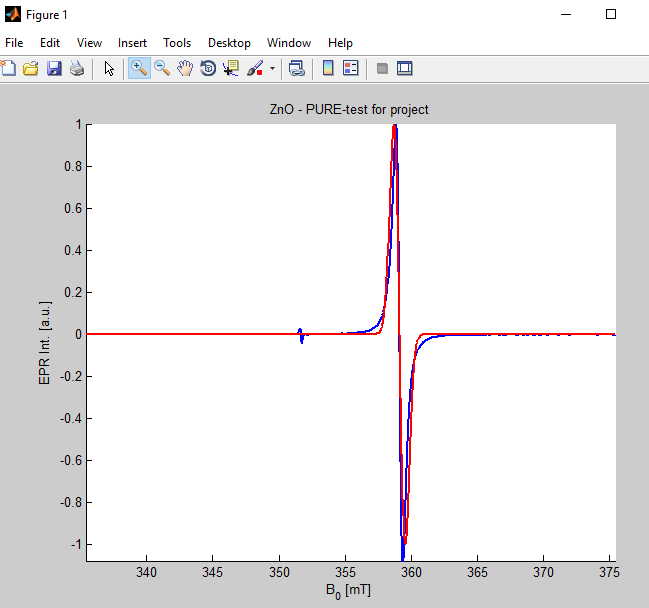 Figure 1
File Edit View Insert Tools Desktop Window Help
ZnO - PURE-test for project
1
0.8
0.6
0.4
0.2
0
-0.2
-0.4
-0.6
-0.8
-1
EPR Int. [a.u.]
340 345 350 355 360 365 370 375
B0 [mT]